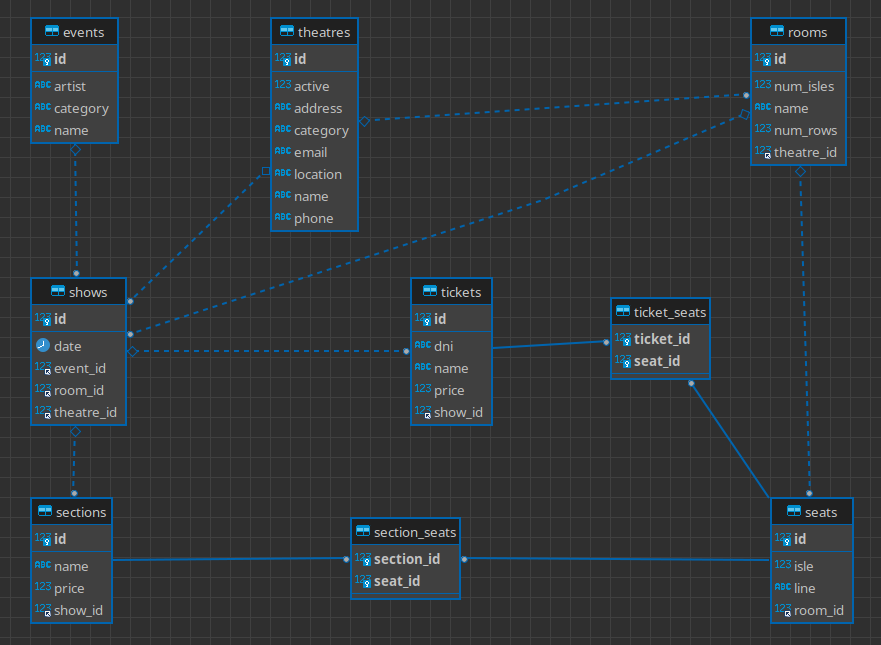 events
123 id
ABC artist
ABC category
ABC name
theatres
123 id
123 active
ABC address
ABC category
ABC email
ABC location
ABC name
ABC phone
rooms
123 id
123 num_isles
ABC name
123 num_rows
123 theatre_id
shows
123 id
date
123 event_id
123 room_id
123 theatre_id
tickets
123 id
ABC dni
ABC name
123 price
123 show_id
ticket_seats
123 ticket_id
123 seat_id
sections
123 id
ABC name
123 price
123 show_id
section_seats
123 section_id
123 seat_id
seats
123 id
123 isle
ABC line
123 room_id